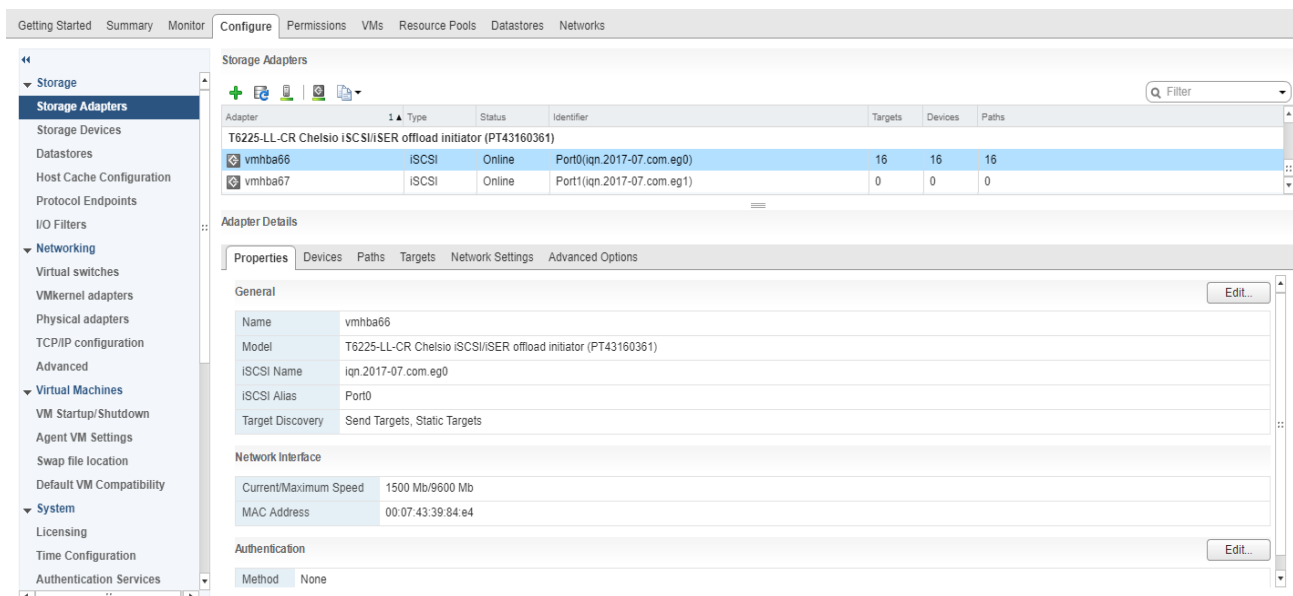 Getting Started Summary Monitor Configure Permissions VMs Resource Pools Datastores Networks
Storage
Storage Adapters
Storage Devices
Datastores
Host Cache Configuration
Protocol Endpoints
I/O Filters
Networking
Virtual switches
VMkernel adapters
Physical adapters
TCP/IP configuration
Advanced
Virtual Machines
VM Startup/Shutdown
Agent VM Settings
Swap file location
Default VM Compatibility
System
Licensing
Time Configuration
Authentication Services
Storage Adapters
Filter
Adapter 1 Type Status Identifier Targets Devices Paths
T6225-LL-CR Chelsio iSCSI/iSER offload initiator (PT43160361)
vmhba66 iSCSI Online Port0(iqn.2017-07.com.eg0) 16 16 16
vmhba67 iSCSI Online Port1(iqn.2017-07.com.eg1) 0 0 0
Adapter Details
Properties Devices Paths Targets Network Settings Advanced Options
General Edit...
Name vmhba66
Model T6225-LL-CR Chelsio iSCSI/iSER offload initiator (PT43160361)
iSCSI Name iqn.2017-07.com.eg0
iSCSI Alias Port0
Target Discovery Send Targets, Static Targets
Network Interface
Current/Maximum Speed 1500 Mb/9600 Mb
MAC Address 00:07:43:39:84:e4
Authentication Edit...
Method None